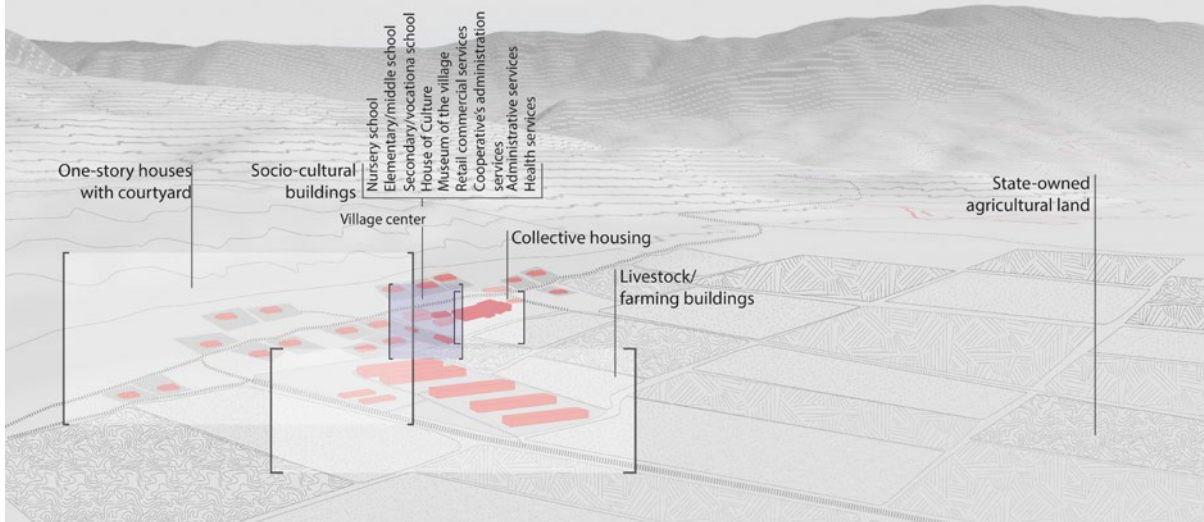 Nursery school
Elementary/middle school
Secondary/vocationa school
House of Culture
Museum of the village
Retail commercial services
Cooperative's administration
services
Administrative services
Health services
One-story houses
with courtyard
Socio-cultural
buildings
Village center
Collective housing
Livestock/
farming buildings
State-owned
agricultural land